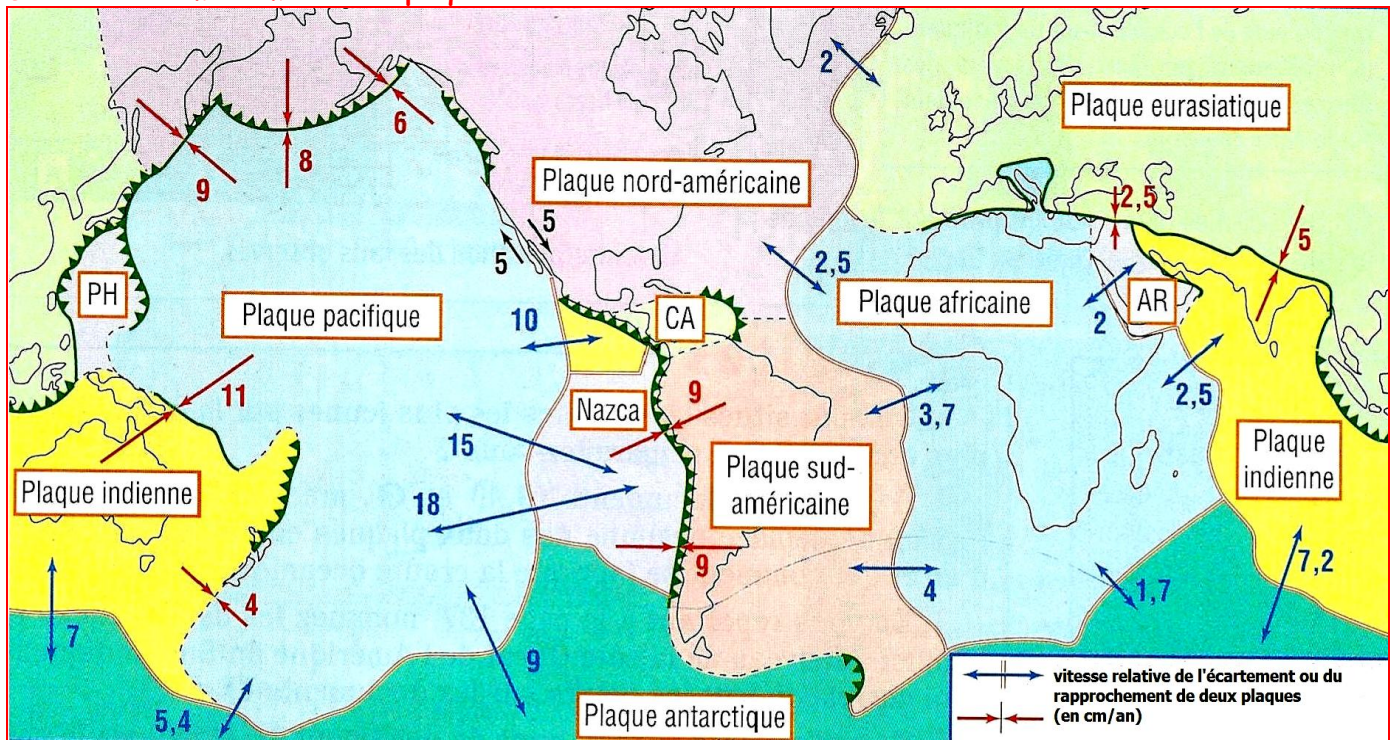 2
Plaque eurasiatique
6
8
9
Plaque nord-américaine
2,5
5
5
5
PH
Plaque pacifique
10
CA
2,5
Plaque africaine
AR
2
11
Nazca
9
3,7
2,5
15
Plaque indienne
Plaque sud-
américaine
Plaque
indienne
18
9
4
4
1,7
7,2
7
9
5,4
Plaque antarctique
vitesse relative de l'écartement ou du
rapprochement de deux plaques
(en cm/an)